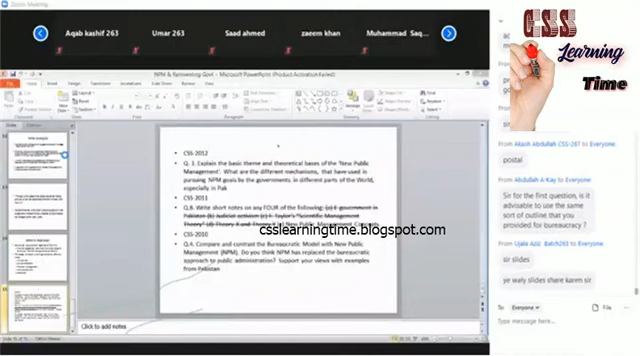 Zoom Meeting
Aqab kashif 263
Umar 263
Saad ahmed
zaeem khan
Muhammad Saq...
CSS
Learning
Time
NPM & Reinventing Govt - Microsoft PowerPoint (Product Activation Failed)
CSS-2012
Q. 3. Explain the basic theme and theoretical bases of the 'New Public
Management'. What are the different mechanisms, that have used
in pursuing NPM goals by the governments, in different parts of the World,
especially in Pak
CSS-2011
Q.8. Write short notes on any FOUR of the following: (a) E government in
Pakistan (b) Judicial activism (c) F. Taylor's "Scientific Management
Theory" (d) Theory X and Theory Y (e) New Public Management Concepts
csslearningtime.blogspot.com
CSS-2010
Q.4. Compare and contrast the Bureaucratic Model with New Public
Management (NPM). Do you think NPM has replaced the bureaucratic
approach to public administration? Support your views with examples
from Pakistan
Click to add notes
From Akash Abdullah CSS-267 to Everyone:
postal
From Abdullah A-Kay to Everyone:
Sir for the first question, is it
advisable to use the same
sort of outline that you
provided for bureaucracy ?
From Ujala Aziz Batch263 to Everyone:
sir slides
ye waly slides share karem sir
To: Everyone
File
Type message here...